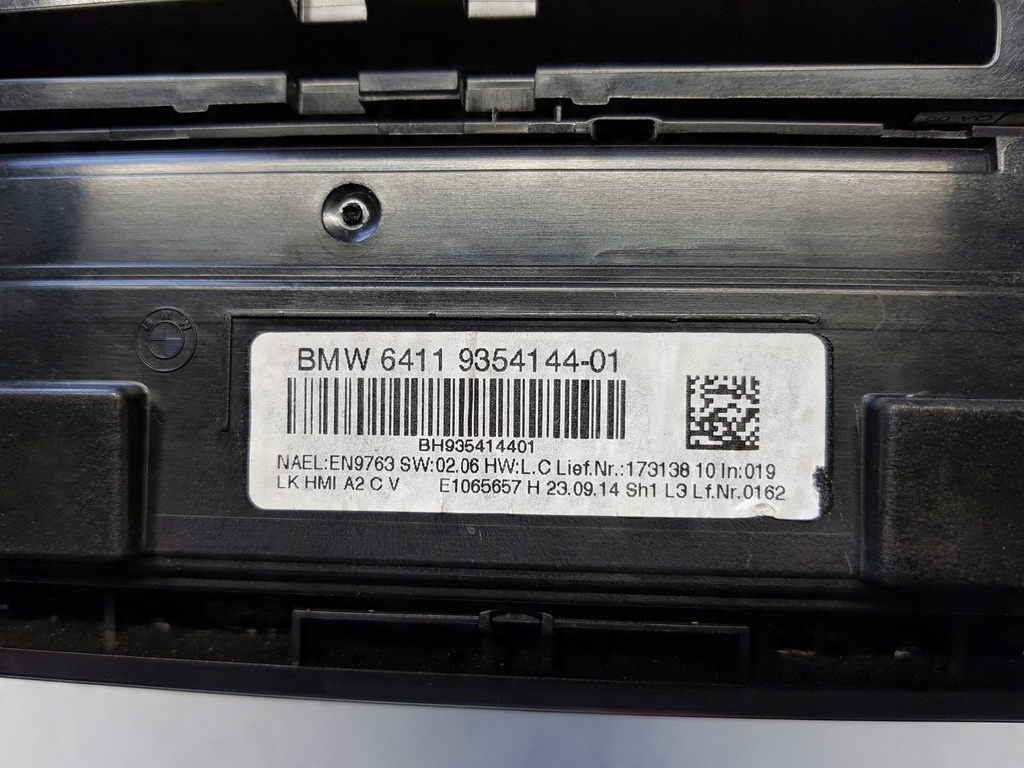 BMW
BMW 6411 9354144-01
BH935414401
NAEL:EN9763 SW:02.06 HW:L.C Lief.Nr.:173138 10 In:019
LK HMI A2 C V E1065657 H 23.09.14 Sh1 L3 Lf.Nr.0162